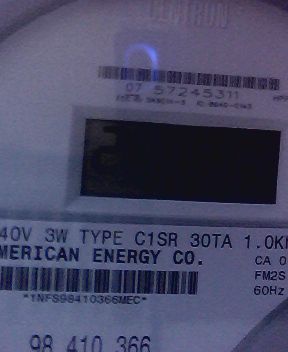 CENTRON
07 57245311
40V 3W TYPE C1SR 30TA 1.0K
MERICAN ENERGY CO.
CA 0
FM2S
60Hz
*1NFS98410366MEC*
98 410 366